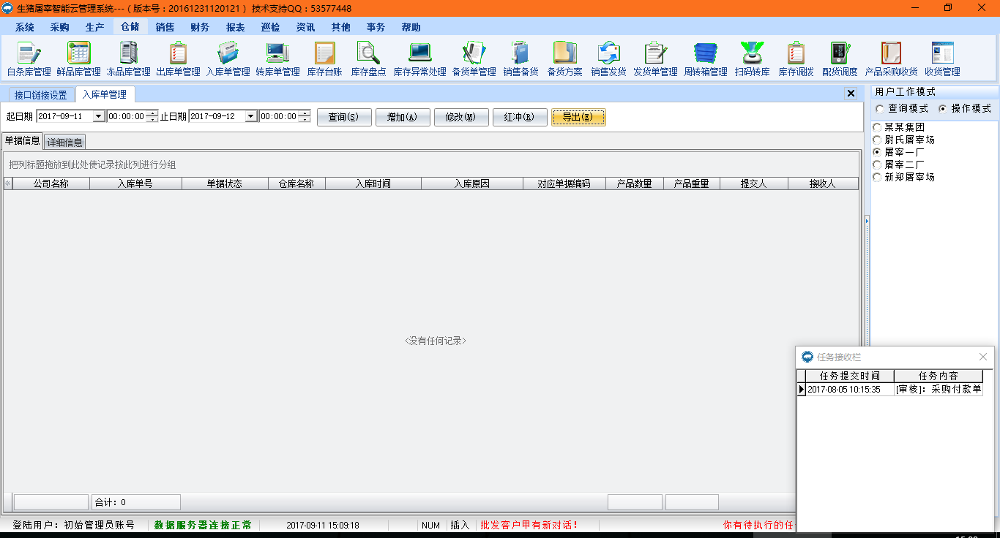 生猪屠宰智能云管理系统---（版本号：20161231120121 ） 技术支持QQ：53577448
系统 采购 生产 仓储 销售 财务 报表 巡检 资讯 其他 事务 帮助
白条库管理 鲜品库管理 冻品库管理 出库单管理 入库单管理 转库单管理 库存台账 库存盘点 库存异常处理 备货单管理 销售备货 备货方案 销售发货 发货单管理 周转箱管理 扫码转库 库存调拨 配货调度 产品采购收货 收货管理
接口链接设置 入库单管理
起日期 2017-09-11 00:00:00 止日期 2017-09-12 00:00:00 查询(S) 增加(A) 修改(M) 红冲(R) 导出(E)
单据信息 详细信息
把列标题拖放到此处使记录按此列进行分组
公司名称 入库单号 单据状态 仓库名称 入库时间 入库原因 对应单据编码 产品数量 产品重量 提交人 接收人
<没有任何记录>
合计: 0
用户工作模式
查询模式 操作模式
某某集团
尉氏屠宰场
屠宰一厂
屠宰二厂
新郑屠宰场
任务接收栏
任务提交时间 任务内容
2017-08-05 10:15:35 [审核]: 采购付款单
登陆用户: 初始管理员账号 数据服务器连接正常 2017-09-11 15:09:18 NUM 插入 批发客户甲有新对话! 你有待执行的任